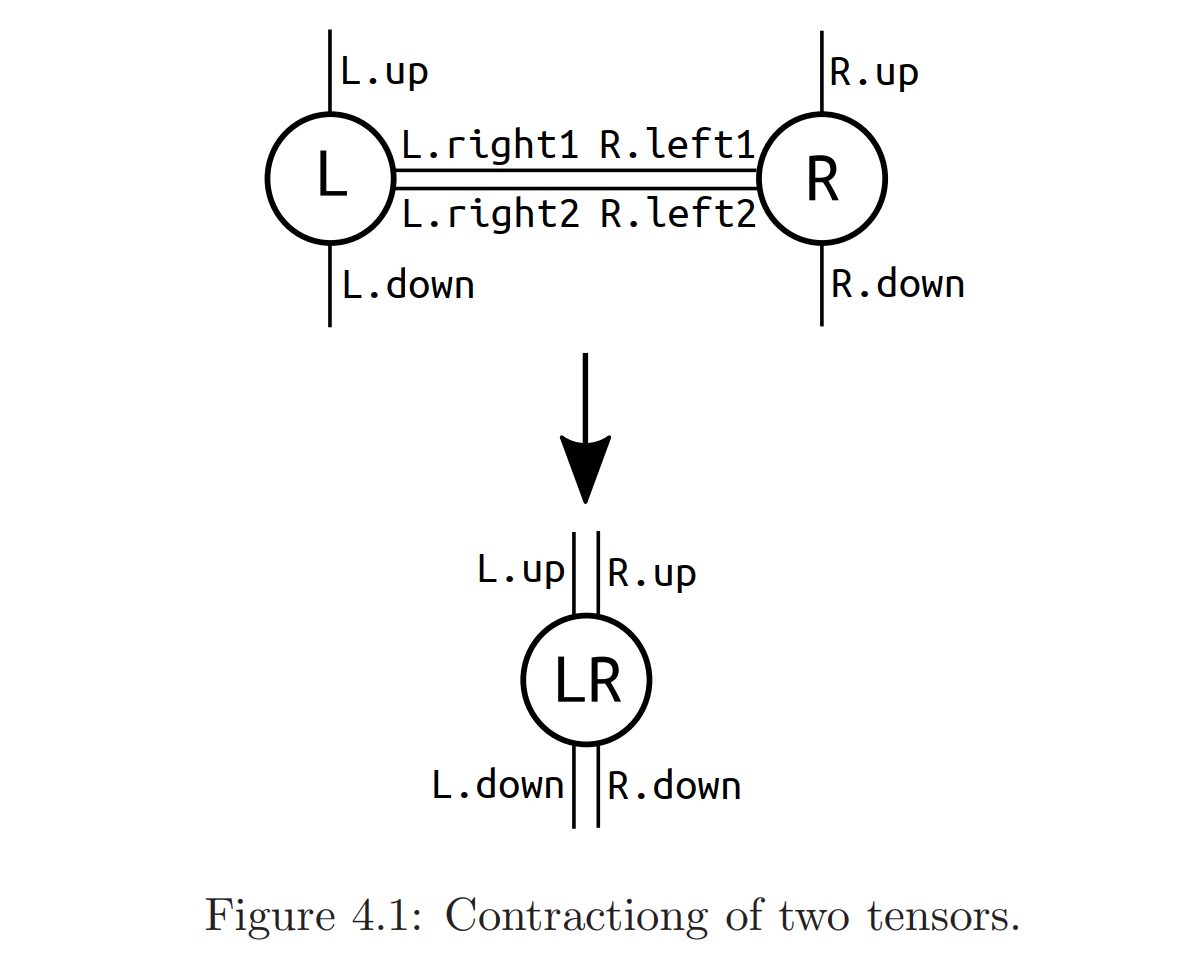 L.up R.up
L.right1 R.left1
L R
L.right2 R.left2
L.down R.down
L.up R.up
LR
L.down R.down
Figure 4.1: Contractiong of two tensors.